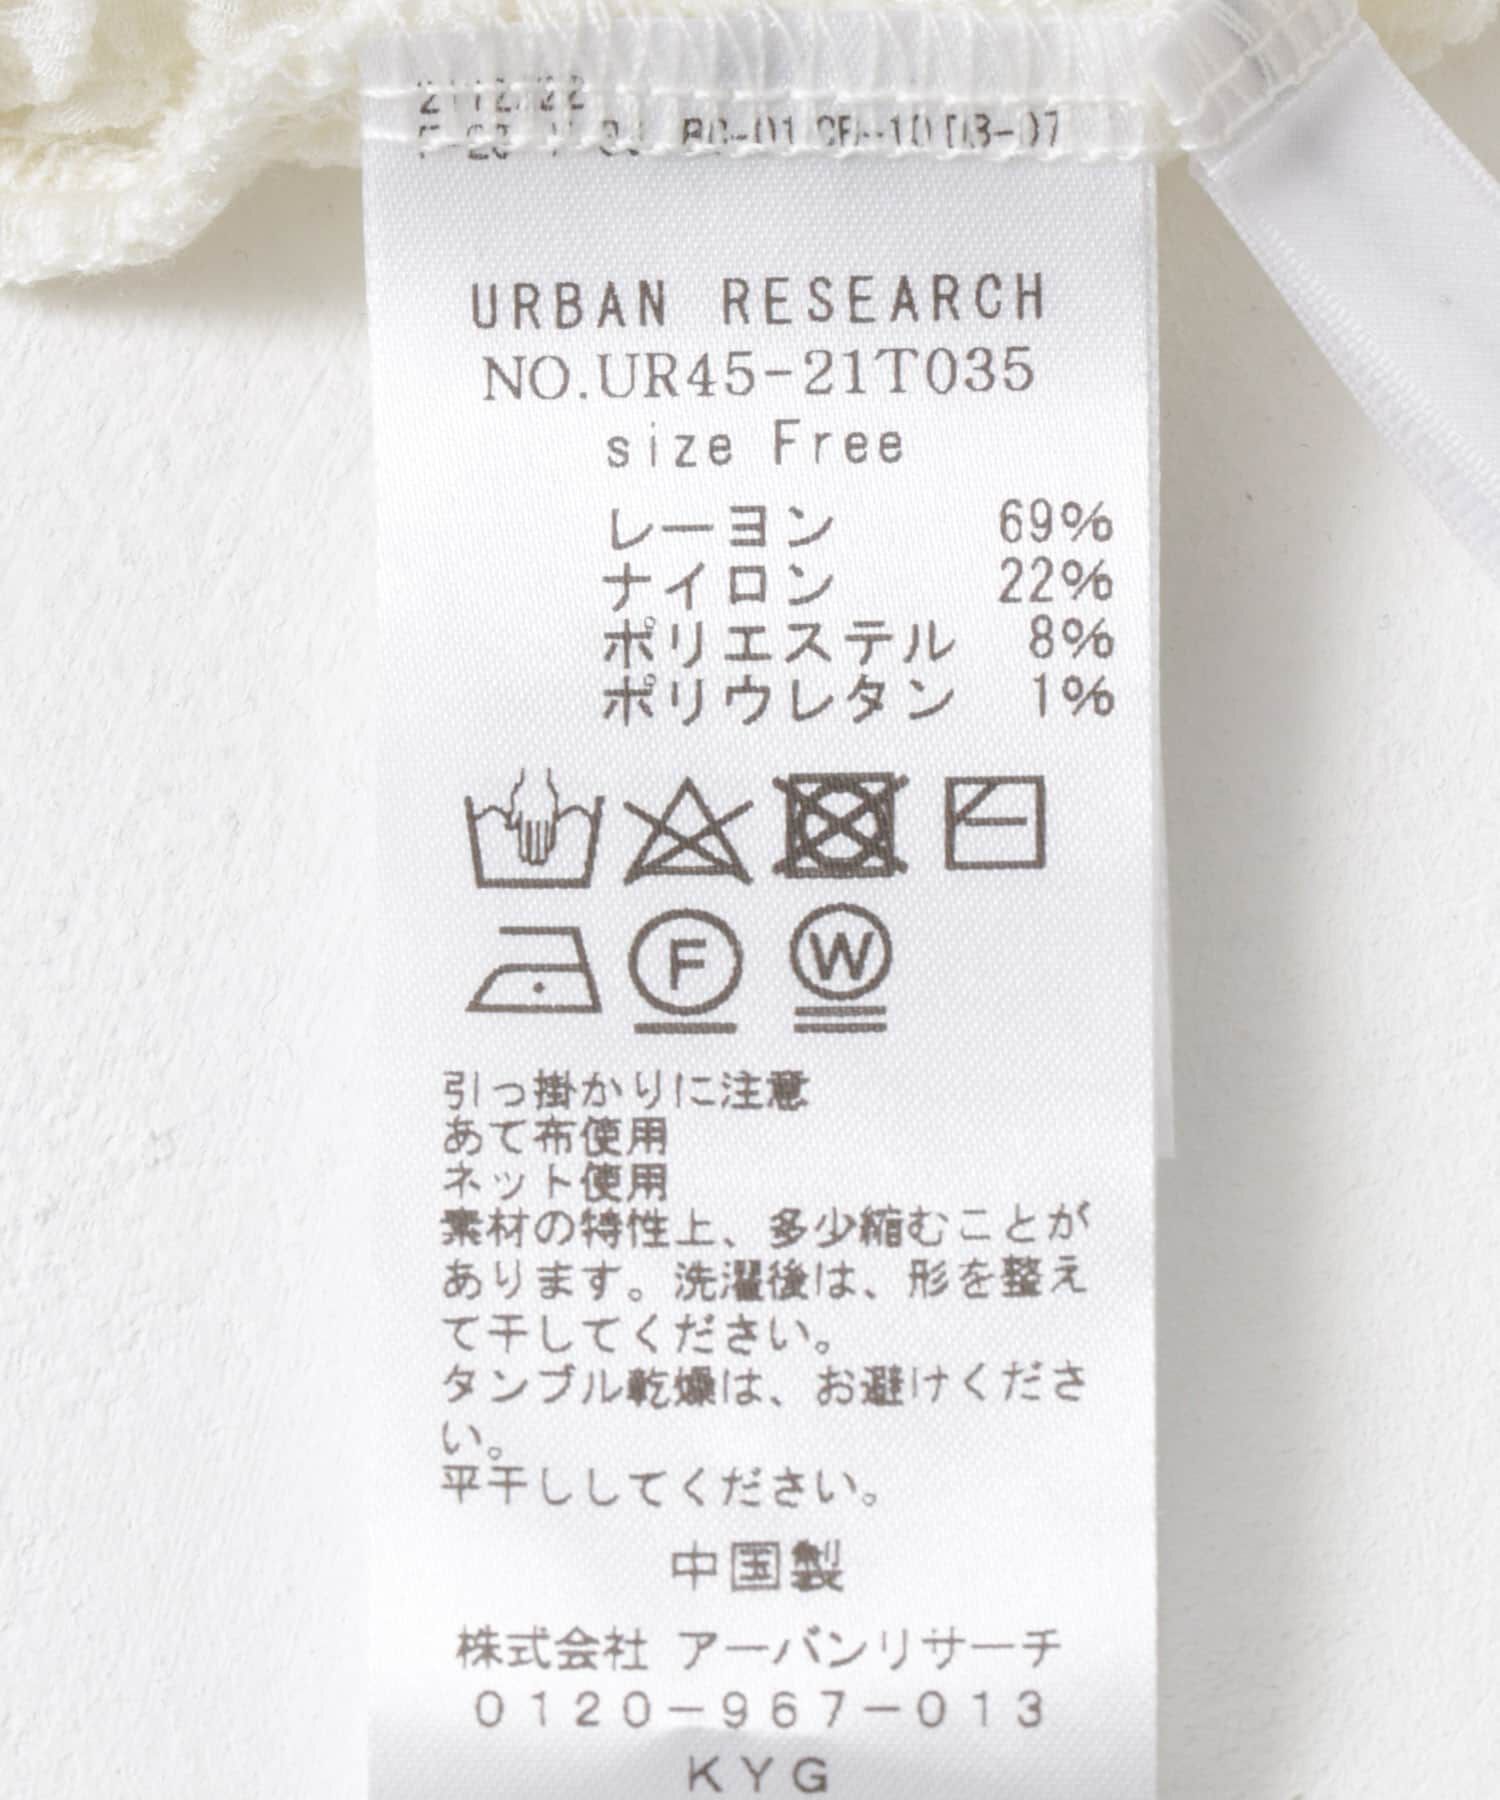 URBAN RESEARCH
NO.UR45-21T035
size Free
レーヨン 69%
ナイロン 22%
ポリエステル 8%
ポリウレタン 1%
F
W
引っ掛かりに注意
あて布使用
ネット使用
素材の特性上、多少縮むことが
あります。洗濯後は、形を整え
て干してください。
タンブル乾燥は、お避けくださ
い。
平干ししてください。
中国製
株式会社 アーバンリサーチ
0120-967-013
KYG